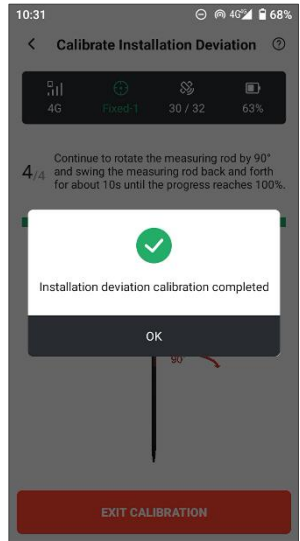 10:31
4G 68%
Calibrate Installation Deviation
4G
Fixed-1
30 / 32
63%
4/4
Continue to rotate the measuring rod by 90°
and swing the measuring rod back and forth
for about 10s until the progress reaches 100%.
Installation deviation calibration completed
OK
90°
EXIT CALIBRATION